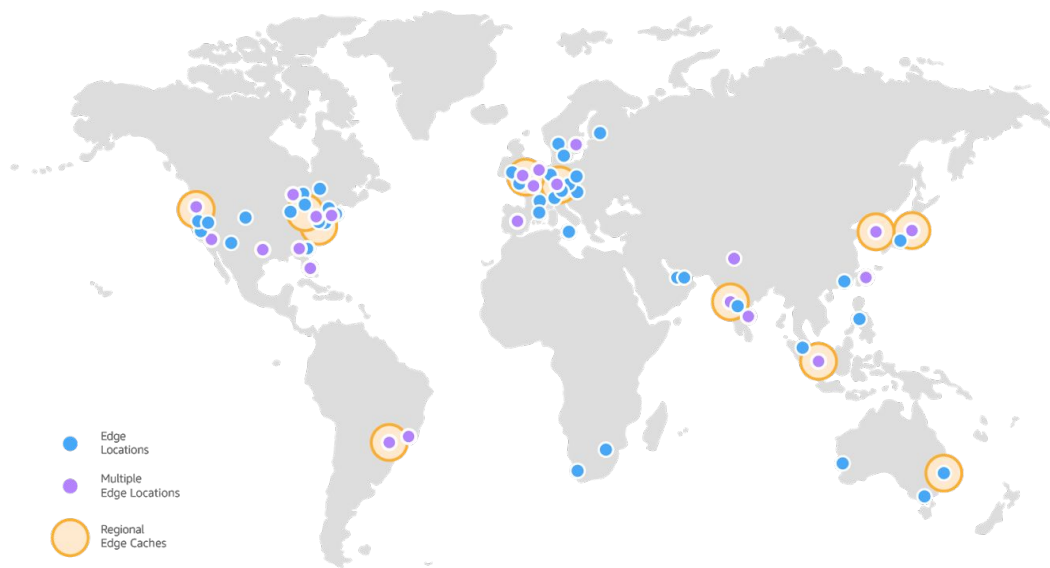 Edge
Locations
Multiple
Edge Locations
Regional
Edge Caches